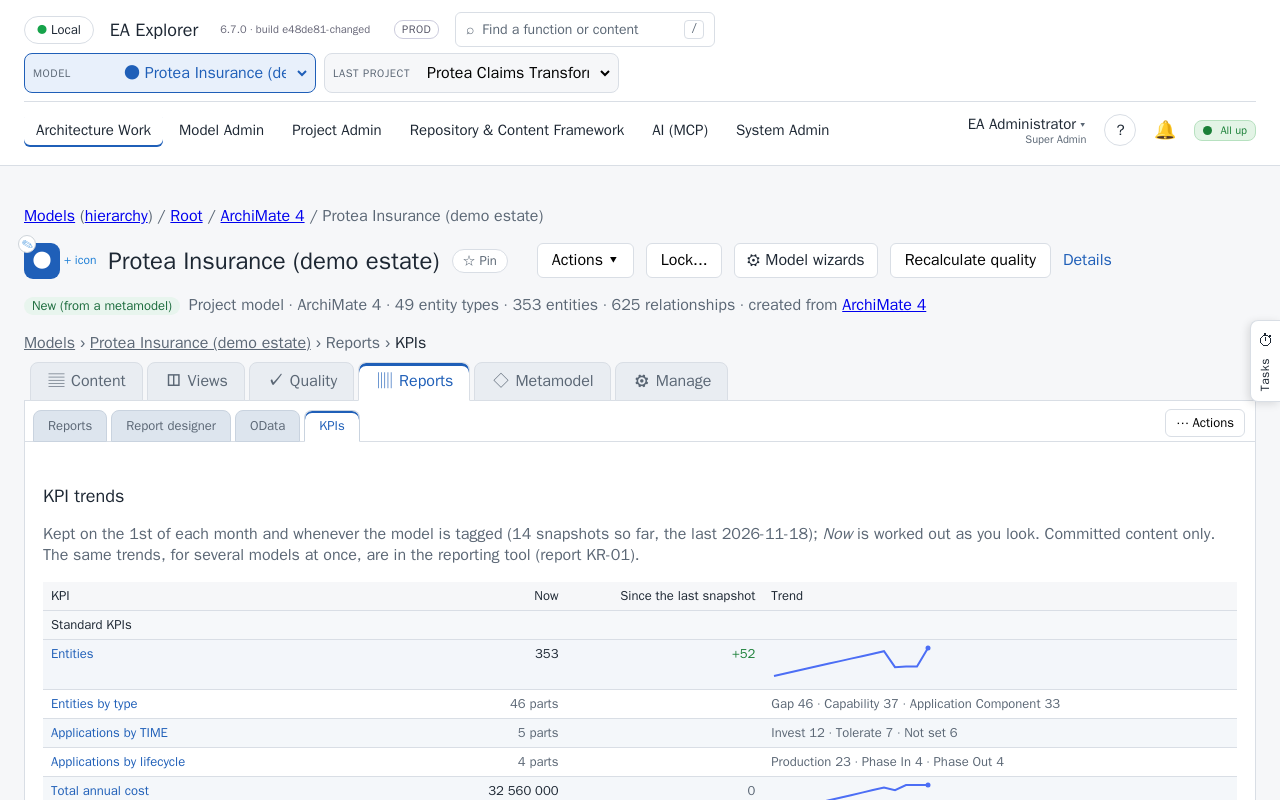 Local
EA Explorer
6.7.0 · build e48de81-changed
PROD
Find a function or content
/
MODEL
Protea Insurance (de
LAST PROJECT
Protea Claims Transfor
Architecture Work
Model Admin
Project Admin
Repository & Content Framework
AI (MCP)
System Admin
EA Administrator
Super Admin
?
All up
Models (hierarchy) / Root / ArchiMate 4 / Protea Insurance (demo estate)
+ icon
Protea Insurance (demo estate)
☆ Pin
Actions ▾
Lock...
⚙ Model wizards
Recalculate quality
Details
New (from a metamodel)
Project model · ArchiMate 4 · 49 entity types · 353 entities · 625 relationships · created from ArchiMate 4
Models › Protea Insurance (demo estate) › Reports › KPIs
Tasks
Content
Views
Quality
Reports
Metamodel
Manage
Reports
Report designer
OData
KPIs
··· Actions
KPI trends
Kept on the 1st of each month and whenever the model is tagged (14 snapshots so far, the last 2026-11-18); Now is worked out as you look. Committed content only.
The same trends, for several models at once, are in the reporting tool (report KR-01).
KPI Now Since the last snapshot Trend
Standard KPIs
Entities 353 +52
Entities by type 46 parts Gap 46 · Capability 37 · Application Component 33
Applications by TIME 5 parts Invest 12 · Tolerate 7 · Not set 6
Applications by lifecycle 4 parts Production 23 · Phase In 4 · Phase Out 4
Total annual cost 32 560 000 0